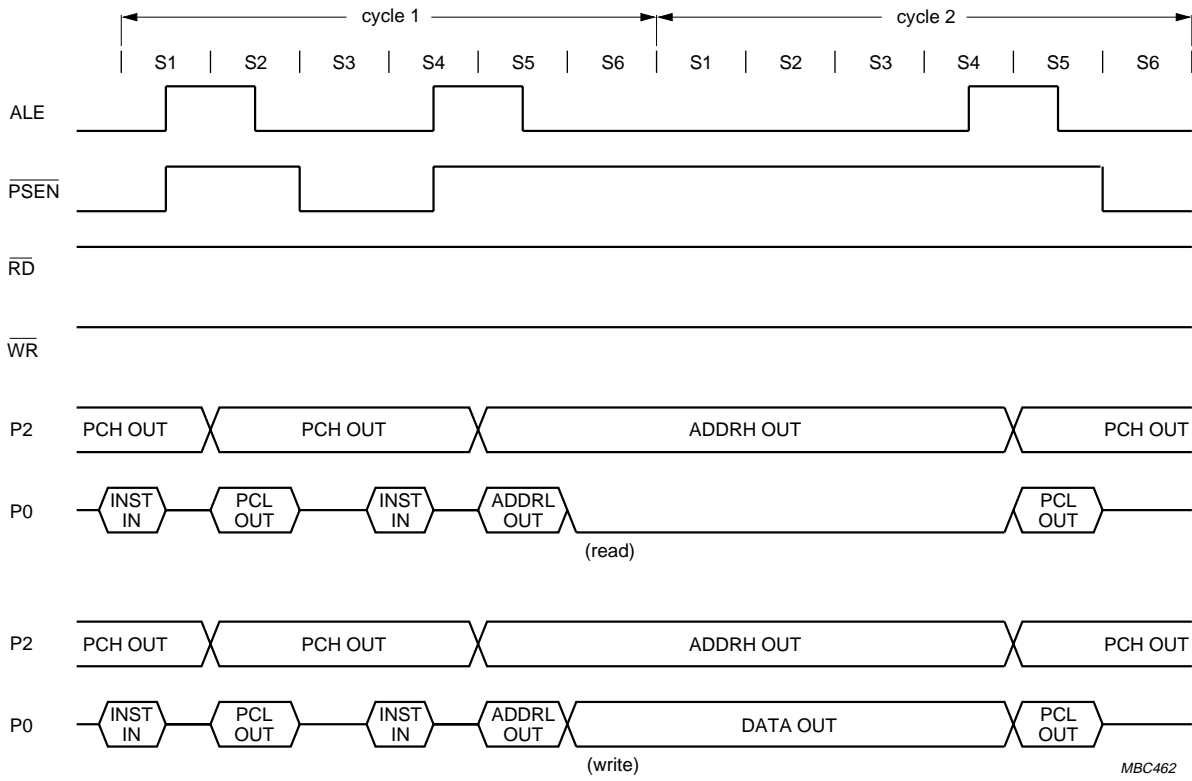 cycle 1 cycle 2
S1 S2 S3 S4 S5 S6 S1 S2 S3 S4 S5 S6
ALE
PSEN
RD
WR
P2 PCH OUT PCH OUT ADDRH OUT PCH OUT
P0 INST IN PCL OUT INST IN ADDRL OUT PCL OUT
(read)
P2 PCH OUT PCH OUT ADDRH OUT PCH OUT
P0 INST IN PCL OUT INST IN ADDRL OUT DATA OUT PCL OUT
(write)
MBC462